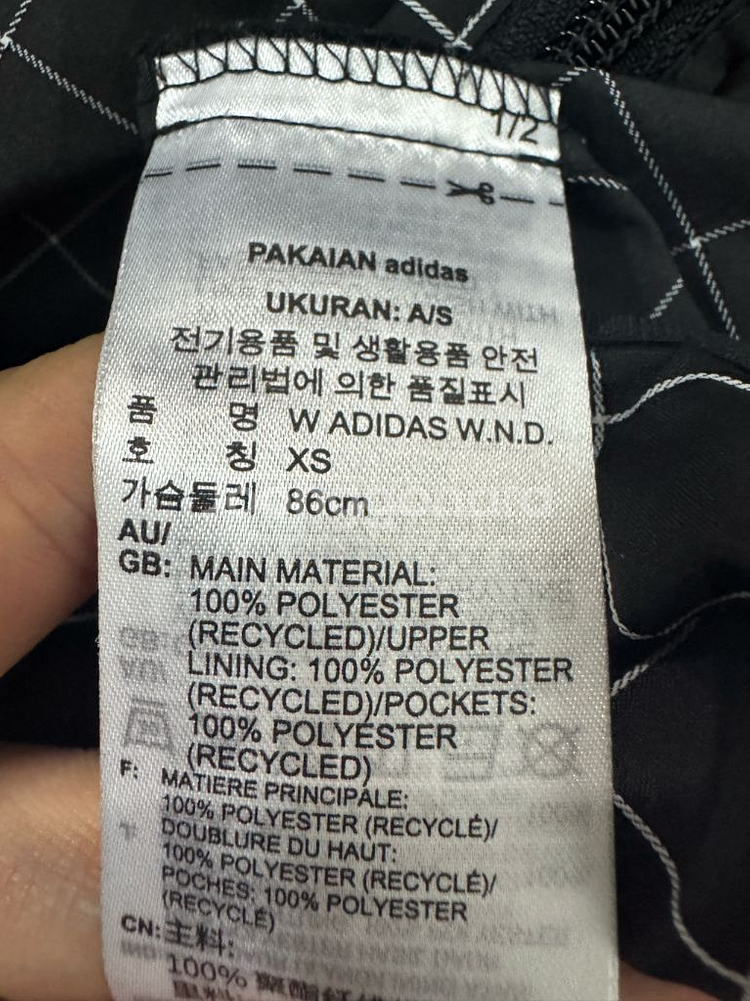 1/2
PAKAIAN adidas
UKURAN: A/S
전기용품 및 생활용품 안전
관리법에 의한 품질표시
품 명 W ADIDAS W.N.D.
호 칭 XS
가슴둘레 86cm
AU/
GB: MAIN MATERIAL:
100% POLYESTER
(RECYCLED)/UPPER
LINING: 100% POLYESTER
(RECYCLED)/POCKETS:
100% POLYESTER
(RECYCLED)
F: MATIERE PRINCIPALE:
100% POLYESTER (RECYCLÉ)/
DOUBLURE DU HAUT:
100% POLYESTER (RECYCLÉ)/
POCHES: 100% POLYESTER
(RECYCLÉ)
CN: 主料:
100%